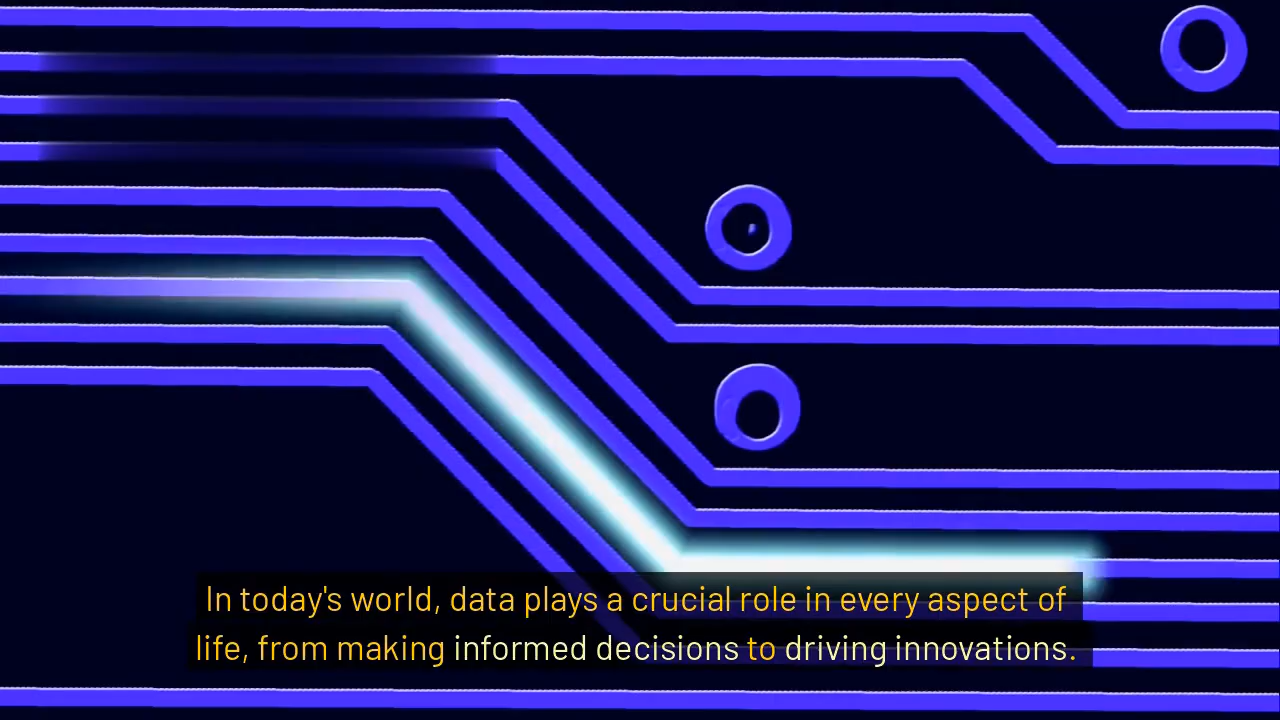 In today's world, data plays a crucial role in every aspect of
life, from making informed decisions to driving innovations.